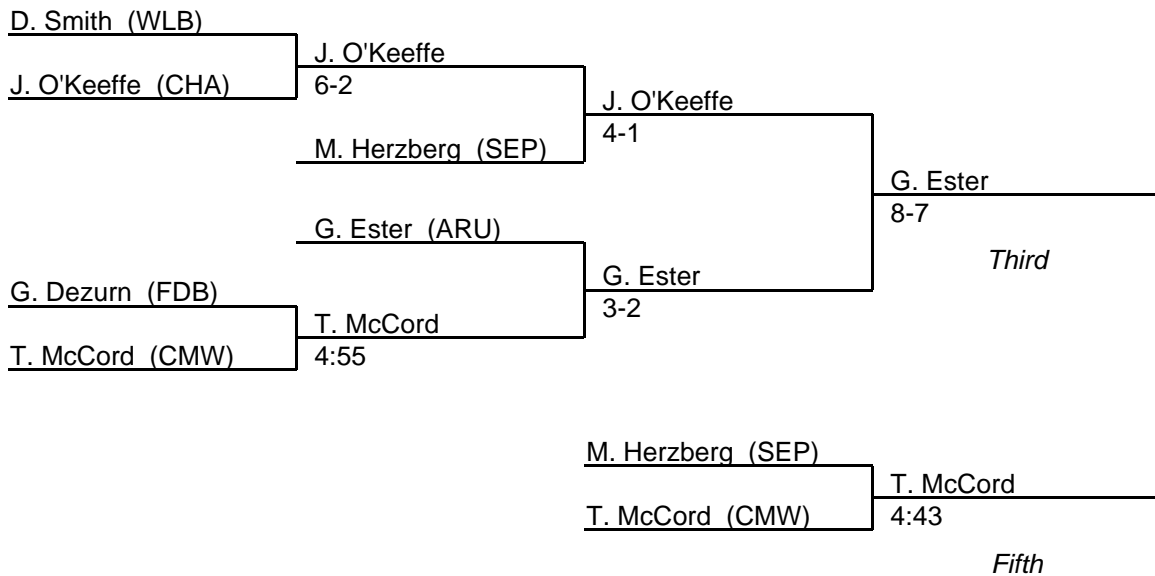 D. Smith (WLB)
J. O'Keeffe
J. O'Keeffe (CHA)
6-2
J. O'Keeffe
4-1
M. Herzberg (SEP)
G. Ester
8-7
G. Ester (ARU)
Third
G. Ester
3-2
G. Dezurn (FDB)
T. McCord
T. McCord (CMW)
4:55
M. Herzberg (SEP)
T. McCord
T. McCord (CMW)
4:43
Fifth